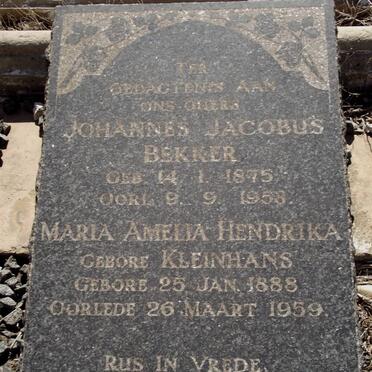 TER
GEDAGTENIS AAN
ONS OUERS
JOHANNES JACOBUS
BEKKER
GEB. 14. 1. 1875
OORL. 9. 9. 1958
MARIA AMELIA HENDRIKA
GEBORE KLEINHANS
GEBORE 25 JAN. 1888
OORLEDE 26 MAART 1959.
RUS IN VREDE.